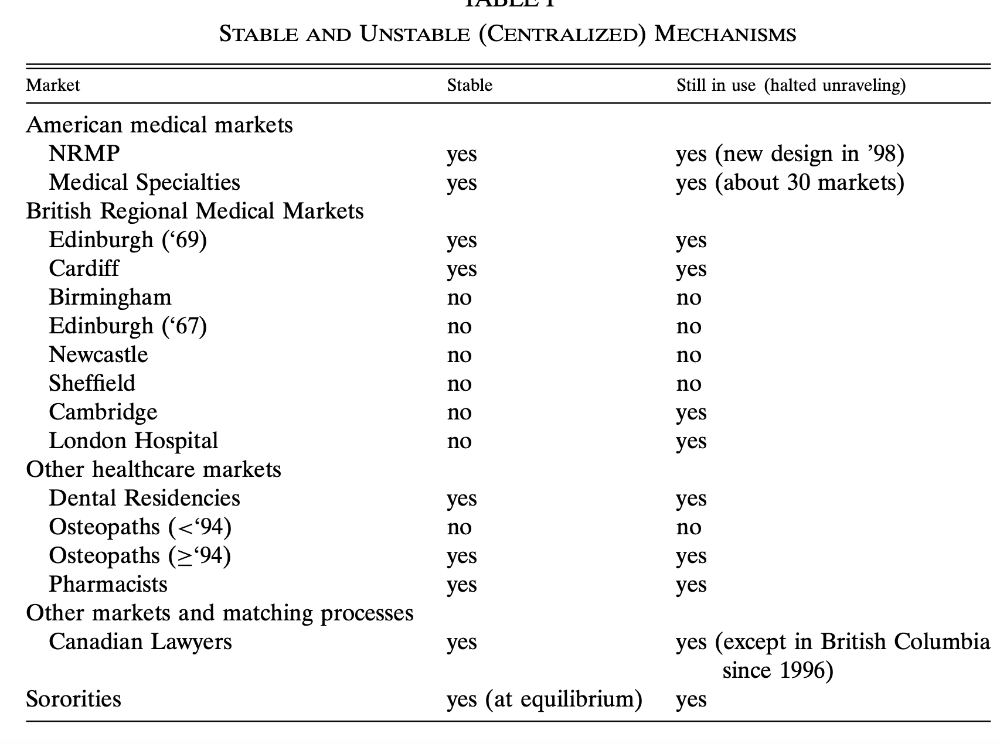 TABLE I
STABLE AND UNSTABLE (CENTRALIZED) MECHANISMS
Market Stable Still in use (halted unraveling)
American medical markets
NRMP yes yes (new design in ’98)
Medical Specialties yes yes (about 30 markets)
British Regional Medical Markets
Edinburgh (‘69) yes yes
Cardiff yes yes
Birmingham no no
Edinburgh (‘67) no no
Newcastle no no
Sheffield no no
Cambridge no yes
London Hospital no yes
Other healthcare markets
Dental Residencies yes yes
Osteopaths (<‘94) no no
Osteopaths (≥‘94) yes yes
Pharmacists yes yes
Other markets and matching processes
Canadian Lawyers yes yes (except in British Columbia
since 1996)
Sororities yes (at equilibrium) yes